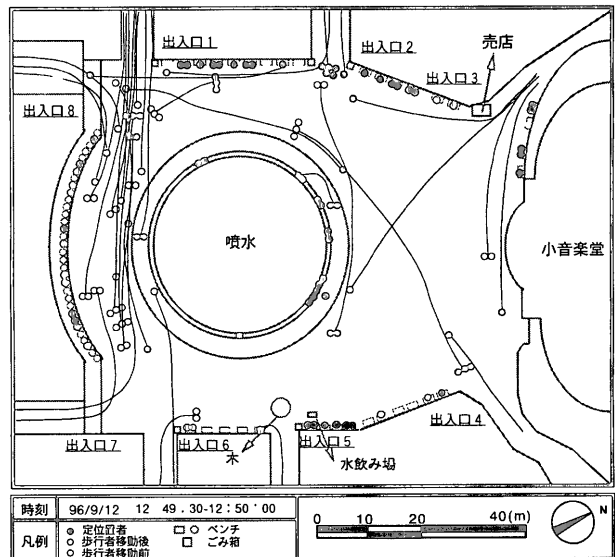 出入口1
出入口2
売店
出入口3
出入口8
噴水
小音楽堂
出入口4
出入口7
出入口6
出入口5
木
水飲み場
時刻 96/9/12 12 49.30-12:50'00
凡例
定位置者
歩行者移動後
歩行者移動前
ベンチ
ごみ箱
0 10 20 40(m)
N